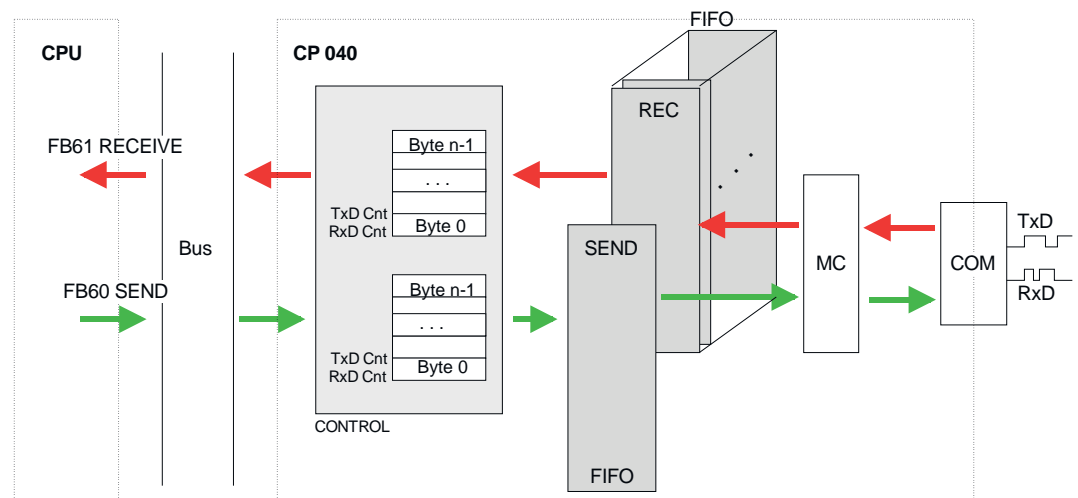 FIFO
CPU
CP 040
REC
FB61 RECEIVE
Byte n-1
. . .
TxD Cnt
RxD Cnt
Byte 0
TxD
Bus
SEND
MC
COM
RxD
FB60 SEND
Byte n-1
. . .
TxD Cnt
RxD Cnt
Byte 0
CONTROL
FIFO